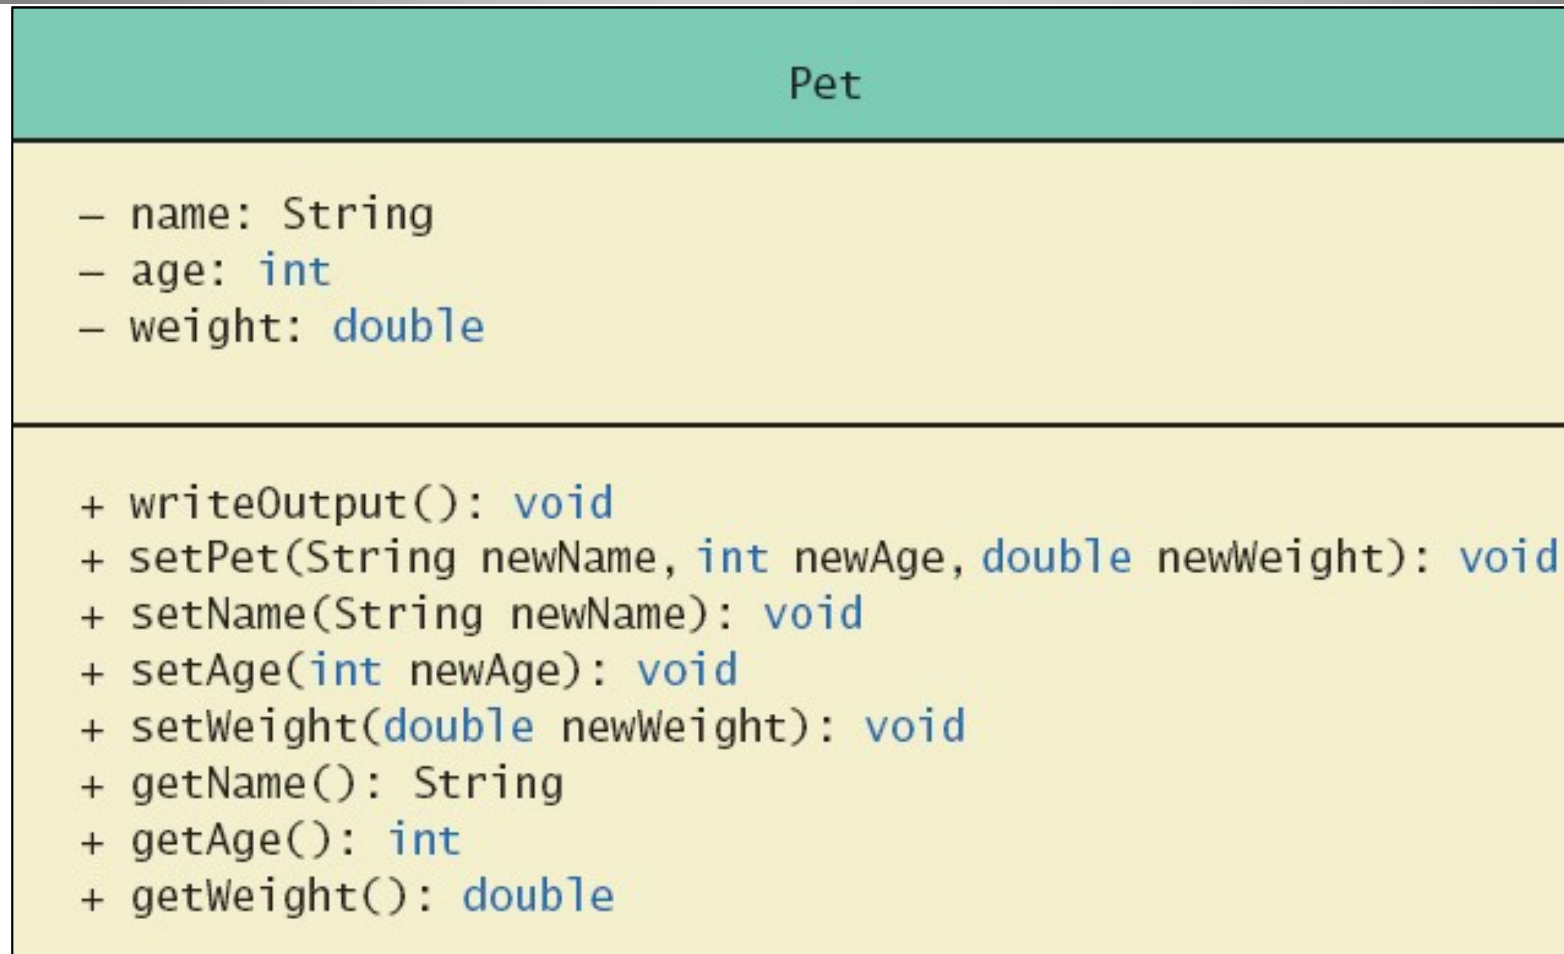 Pet
– name: String
– age: int
– weight: double
+ writeOutput(): void
+ setPet(String newName, int newAge, double newWeight): void
+ setName(String newName): void
+ setAge(int newAge): void
+ setWeight(double newWeight): void
+ getName(): String
+ getAge(): int
+ getWeight(): double